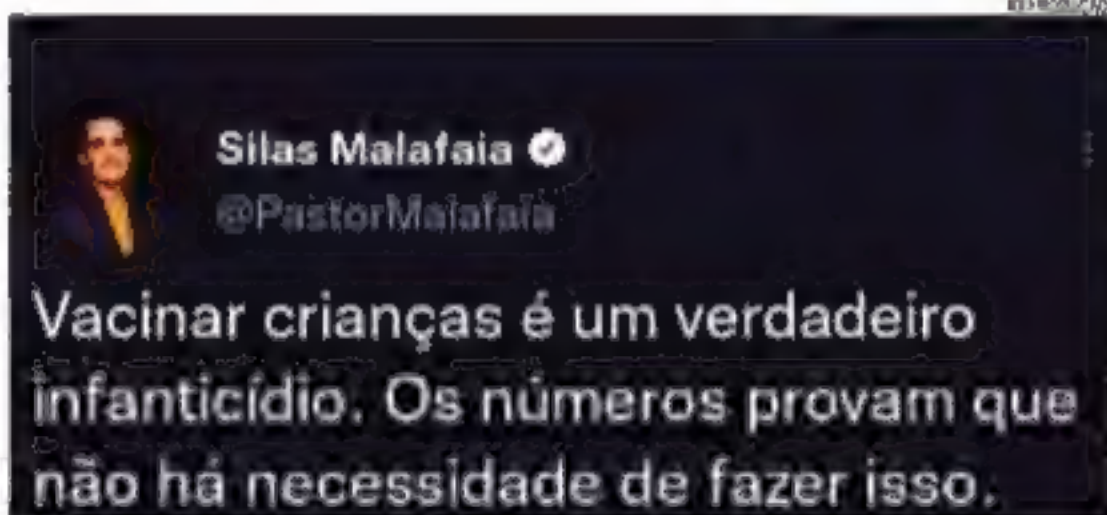 Silas Malafaia
@PastorMalafaia
Vacinar crianças é um verdadeiro
infanticídio. Os números provam que
não há necessidade de fazer isso.